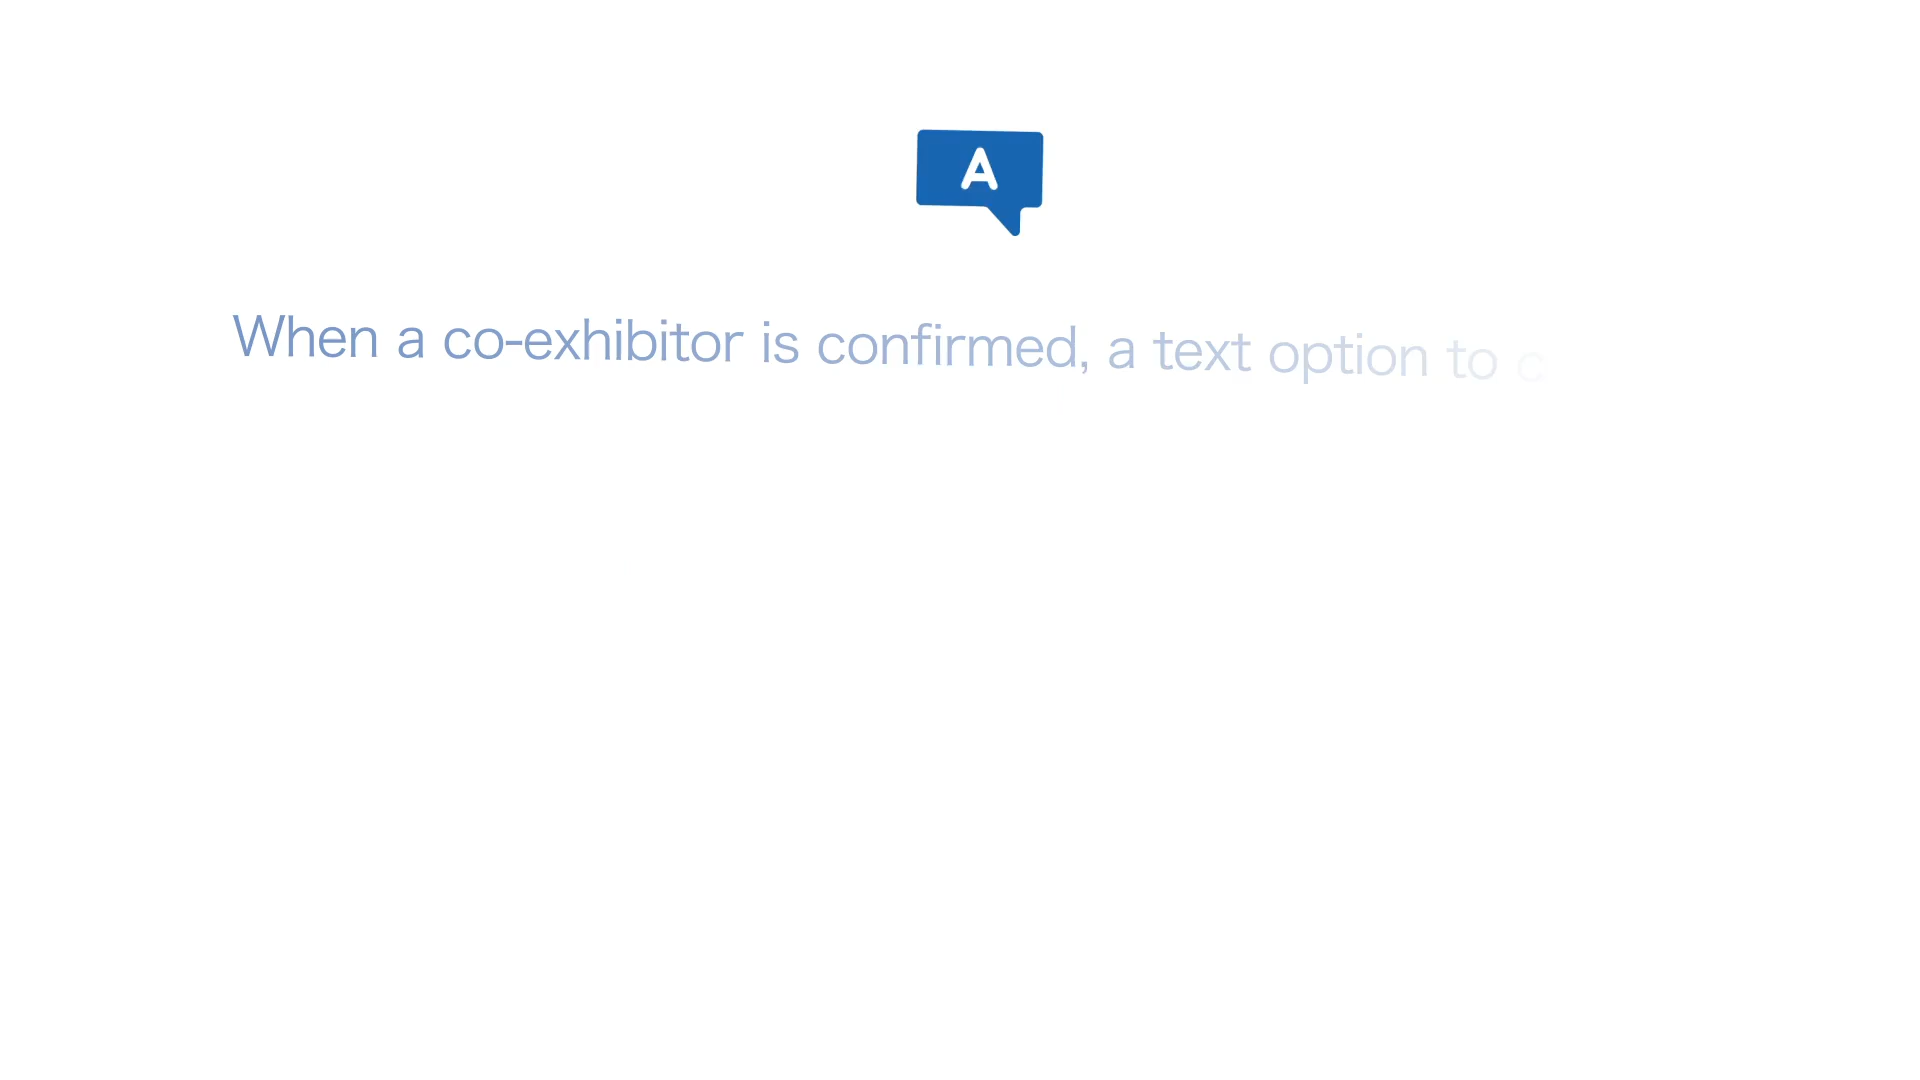 A
When a co-exhibitor is confirmed, a text option to